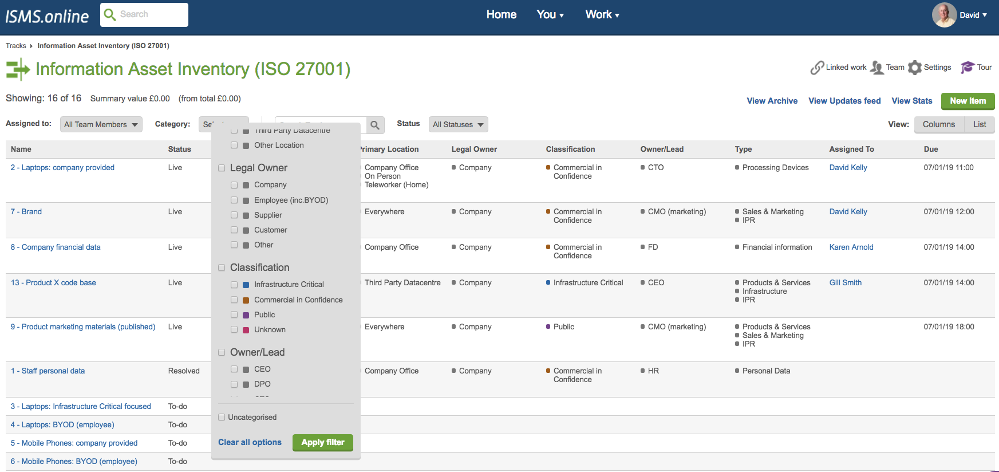 ISMS.online
Search
Home
You
Work
David
Tracks
Information Asset Inventory (ISO 27001)
Information Asset Inventory (ISO 27001)
Linked work
Team
Settings
Tour
Showing: 16 of 16
Summary value £0.00
(from total £0.00)
View Archive
View Updates feed
View Stats
New Item
Assigned to:
All Team Members
Category:
Status
All Statuses
View:
Columns
List
Name
Status
Primary Location
Legal Owner
Classification
Owner/Lead
Type
Assigned To
Due
2 - Laptops: company provided
Live
Company Office
On Person
Teleworker (Home)
Company
Commercial in
Confidence
CTO
Processing Devices
David Kelly
07/01/19 11:00
7 - Brand
Live
Everywhere
Company
Commercial in
Confidence
CMO (marketing)
Sales & Marketing
IPR
David Kelly
07/01/19 12:00
8 - Company financial data
Live
Company Office
Company
Commercial in
Confidence
FD
Financial information
Karen Arnold
07/01/19 14:00
13 - Product X code base
Live
Third Party Datacentre
Company
Infrastructure Critical
CEO
Products & Services
Infrastructure
IPR
Gill Smith
07/01/19 14:00
9 - Product marketing materials (published)
Live
Everywhere
Company
Public
CMO (marketing)
Products & Services
Sales & Marketing
IPR
07/01/19 18:00
1 - Staff personal data
Resolved
Company Office
Company
Commercial in
Confidence
HR
Personal Data
3 - Laptops: Infrastructure Critical focused
To-do
4 - Laptops: BYOD (employee)
To-do
5 - Mobile Phones: company provided
To-do
6 - Mobile Phones: BYOD (employee)
To-do
Third Party Datacentre
Other Location
Legal Owner
Company
Employee (inc.BYOD)
Supplier
Customer
Other
Classification
Infrastructure Critical
Commercial in Confidence
Public
Unknown
Owner/Lead
CEO
DPO
Uncategorised
Clear all options
Apply filter